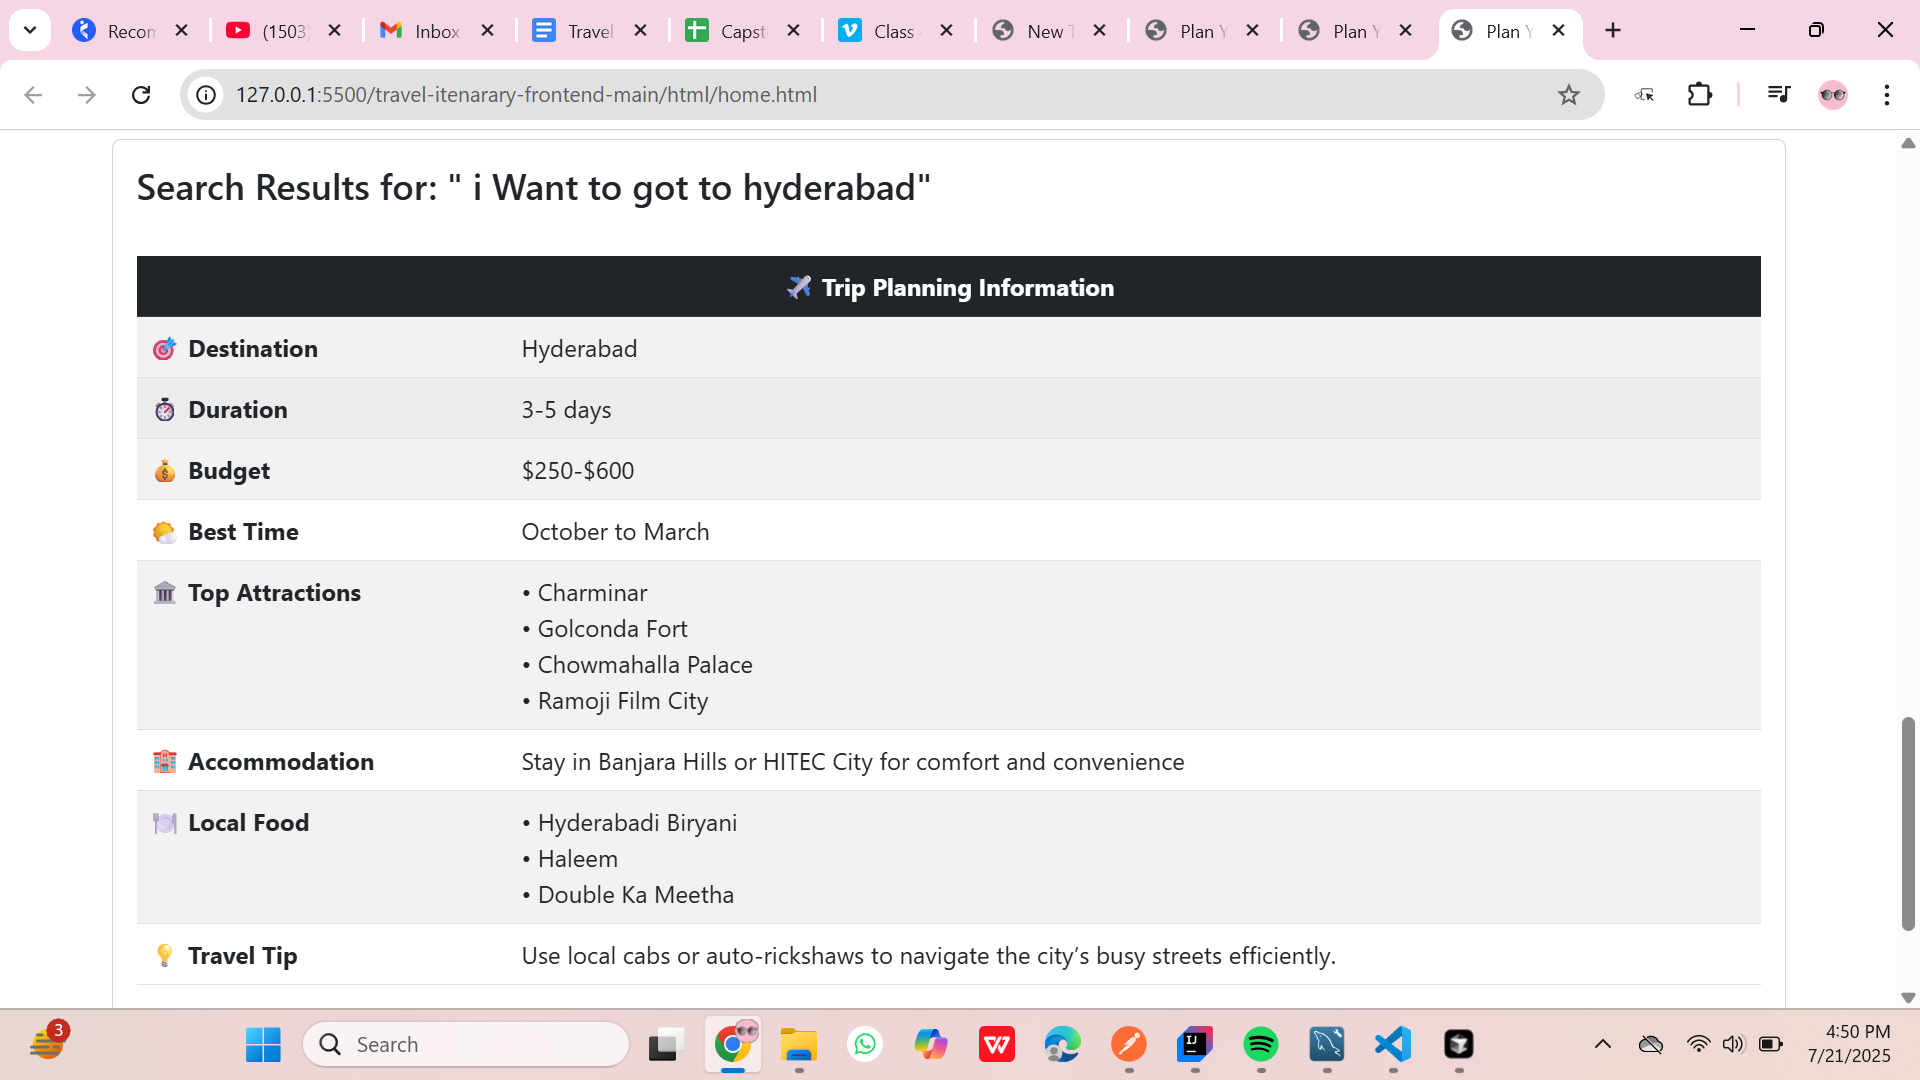 Recon
(1503
Inbox
Travel
Capst
Class
New T
Plan Y
Plan Y
Plan Y
127.0.0.1:5500/travel-itenarary-frontend-main/html/home.html
Search Results for: " i Want to got to hyderabad"
✈️ Trip Planning Information
🎯 Destination Hyderabad
⏱️ Duration 3-5 days
💰 Budget $250-$600
🌤️ Best Time October to March
🏛️ Top Attractions • Charminar
• Golconda Fort
• Chowmahalla Palace
• Ramoji Film City
🏨 Accommodation Stay in Banjara Hills or HITEC City for comfort and convenience
🍽️ Local Food • Hyderabadi Biryani
• Haleem
• Double Ka Meetha
💡 Travel Tip Use local cabs or auto-rickshaws to navigate the city’s busy streets efficiently.
3
Search
4:50 PM
7/21/2025